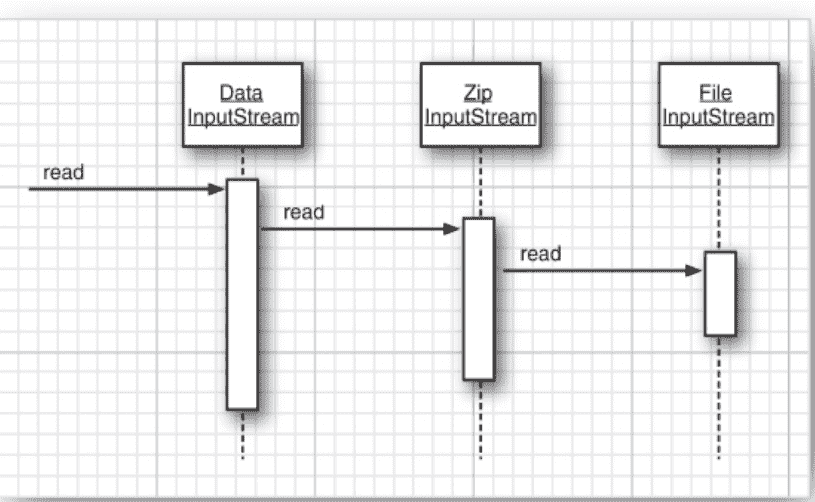 Data
InputStream
Zip
InputStream
File
InputStream
read
read
read